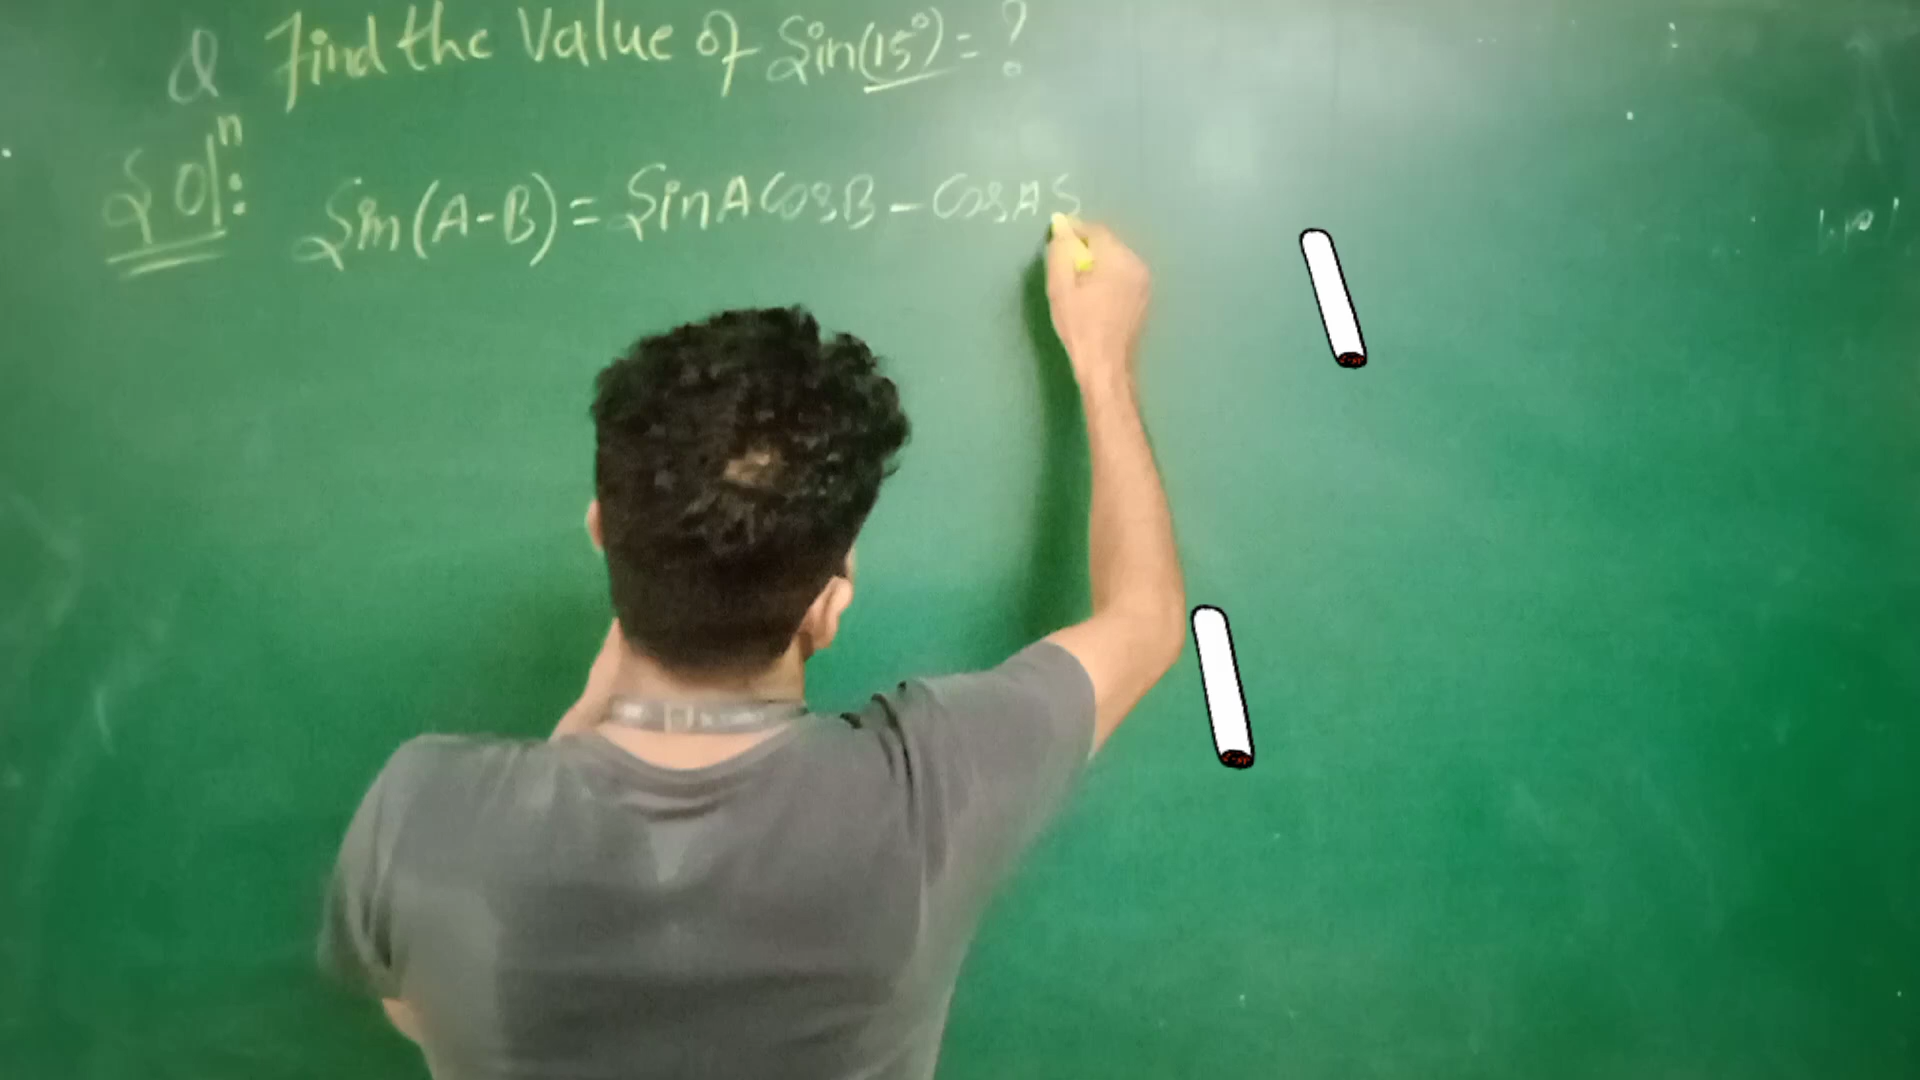 Q Find the Value of Sin(15°) = ?
Solⁿ: Sin(A-B) = SinACosB - CosAS